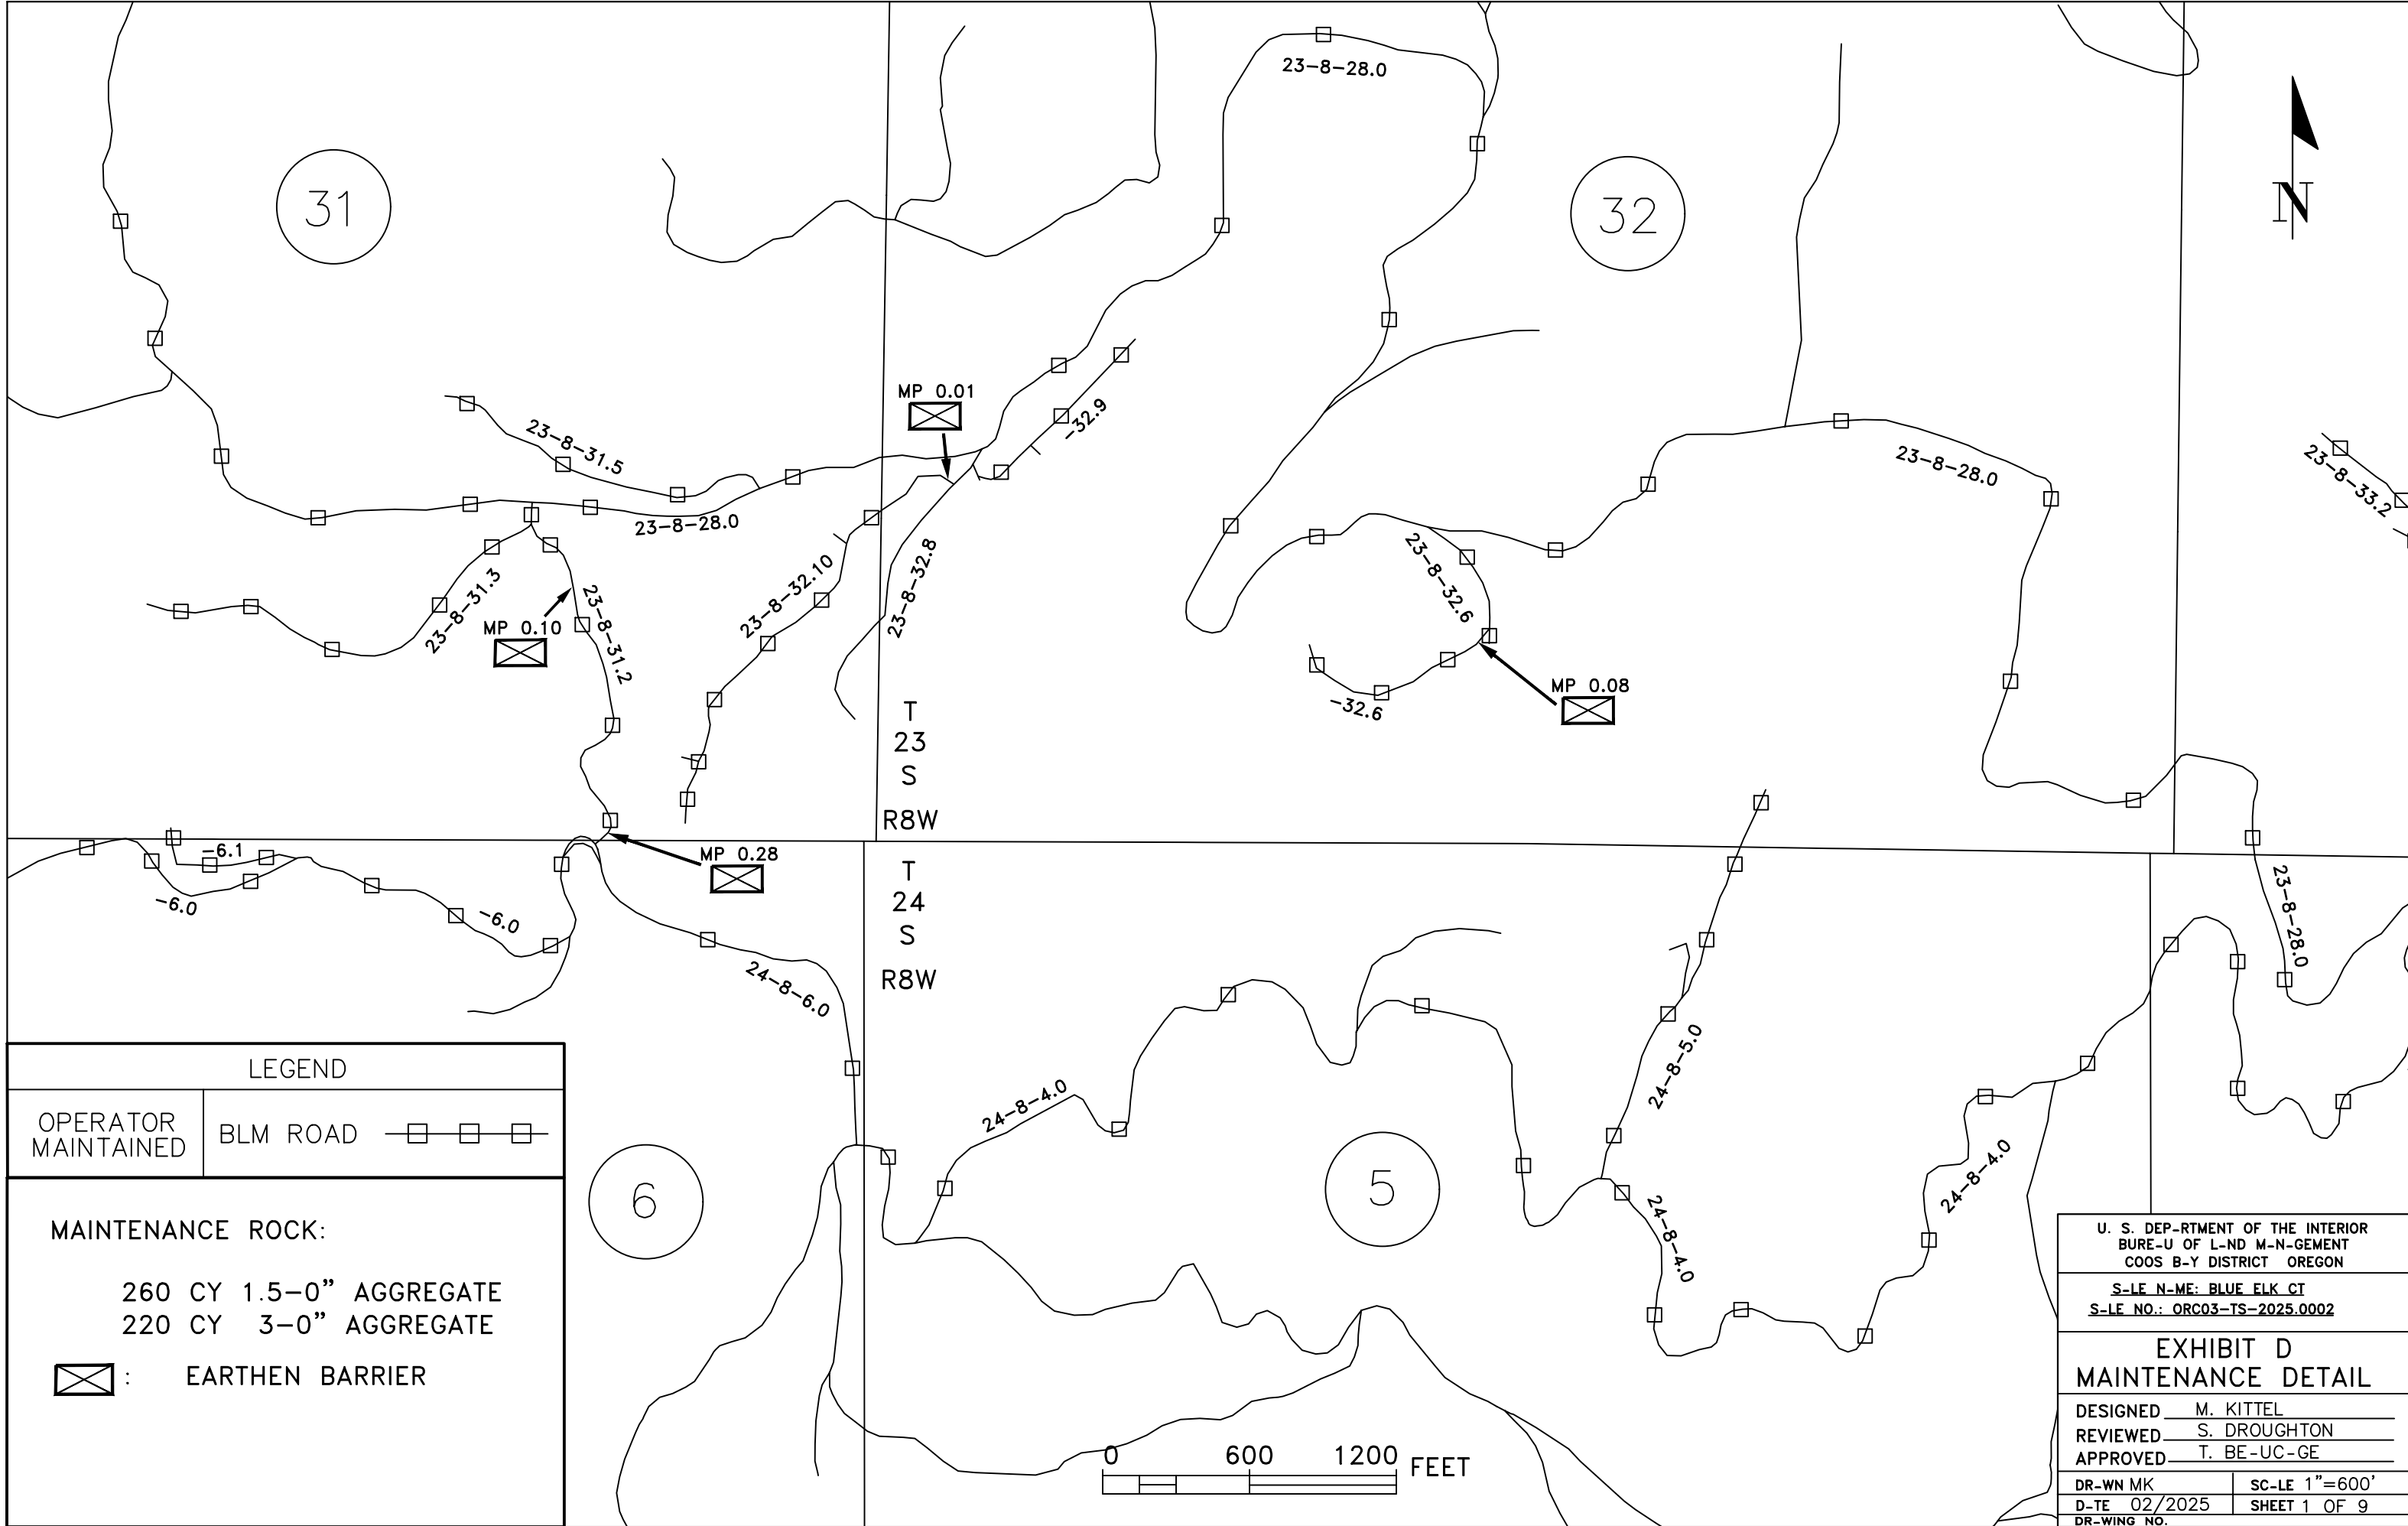 23-8-28.0
31
32
N
MP 0.01
-32.9
23-8-31.5
23-8-28.0
23-8-28.0
23-8-33.2
23-8-31.3
MP 0.10
23-8-31.2
23-8-32.10
23-8-32.8
23-8-32.6
MP 0.08
-32.6
T
23
S
R8W
-6.1
-6.0
-6.0
MP 0.28
T
24
S
R8W
24-8-6.0
23-8-28.0
24-8-4.0
24-8-5.0
24-8-4.0
24-8-4.0
6
5
LEGEND
OPERATOR
MAINTAINED
BLM ROAD
MAINTENANCE ROCK:
260 CY 1.5-0” AGGREGATE
220 CY 3-0” AGGREGATE
: EARTHEN BARRIER
0 600 1200 FEET
U. S. DEP-RTMENT OF THE INTERIOR
BURE-U OF L-ND M-N-GEMENT
COOS B-Y DISTRICT OREGON
S-LE N-ME: BLUE ELK CT
S-LE NO.: ORC03-TS-2025.0002
EXHIBIT D
MAINTENANCE DETAIL
DESIGNED M. KITTEL
REVIEWED S. DROUGHTON
APPROVED T. BE-UC-GE
DR-WN MK SC-LE 1"=600'
D-TE 02/2025 SHEET 1 OF 9
DR-WING NO.